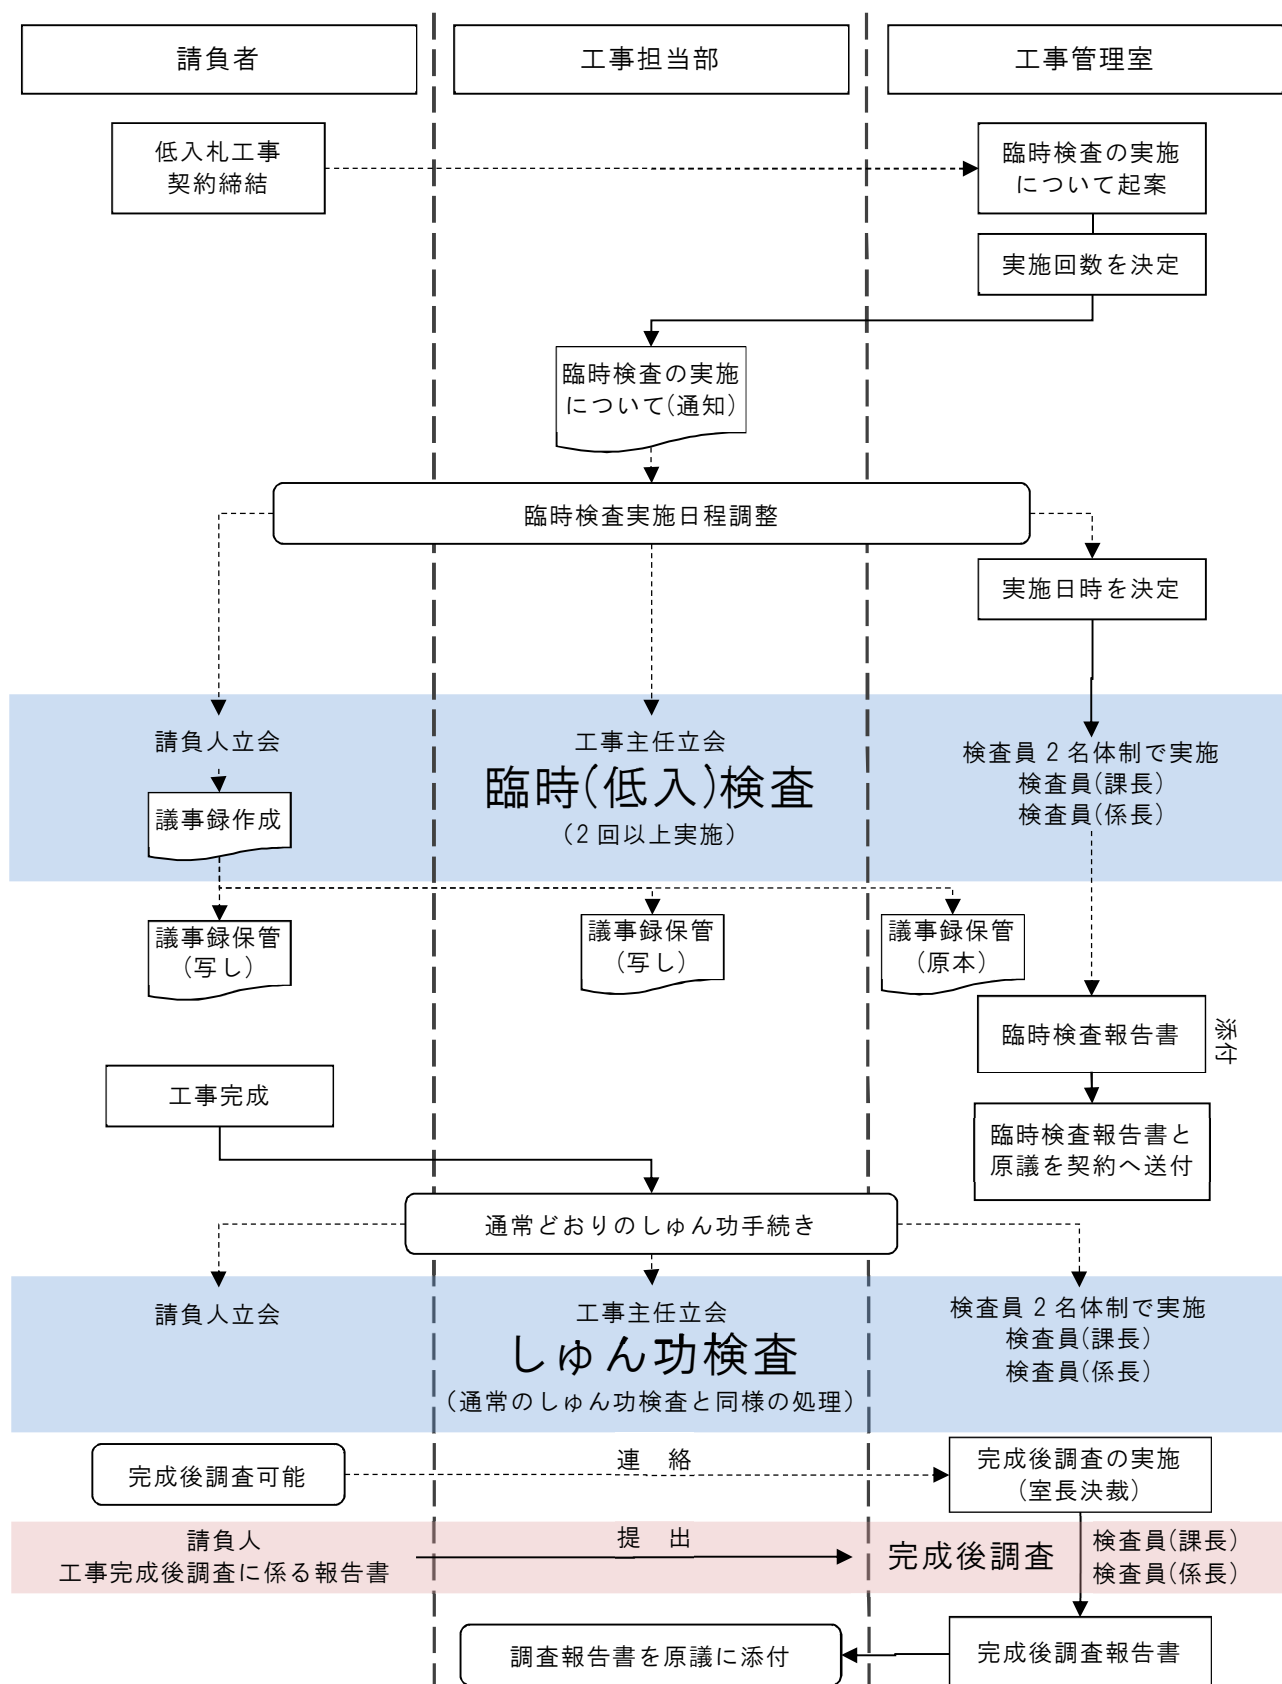 請負者
工事担当部
工事管理室
低入札工事
契約締結
臨時検査の実施
について起案
実施回数を決定
臨時検査の実施
について(通知)
臨時検査実施日程調整
実施日時を決定
請負人立会
議事録作成
工事主任立会
臨時(低入)検査
(2回以上実施)
検査員2名体制で実施
検査員(課長)
検査員(係長)
議事録保管
(写し)
議事録保管
(写し)
議事録保管
(原本)
臨時検査報告書
添付
臨時検査報告書と
原議を契約へ送付
工事完成
通常どおりのしゅん功手続き
請負人立会
工事主任立会
しゅん功検査
(通常のしゅん功検査と同様の処理)
検査員2名体制で実施
検査員(課長)
検査員(係長)
完成後調査可能
連 絡
完成後調査の実施
(室長決裁)
請負人
工事完成後調査に係る報告書
提 出
完成後調査
検査員(課長)
検査員(係長)
調査報告書を原議に添付
完成後調査報告書